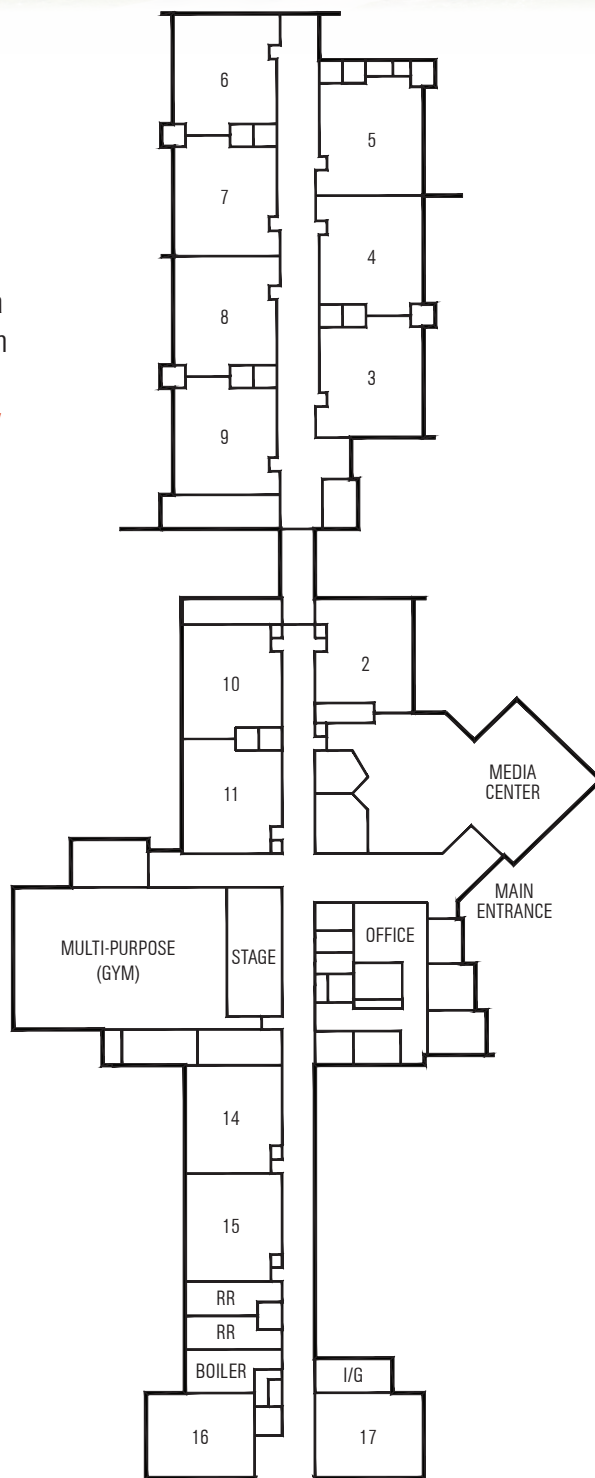 6
5
7
4
8
3
9
2
10
MEDIA
CENTER
11
MAIN
ENTRANCE
OFFICE
MULTI-PURPOSE
(GYM)
STAGE
14
15
RR
RR
BOILER
I/G
16
17